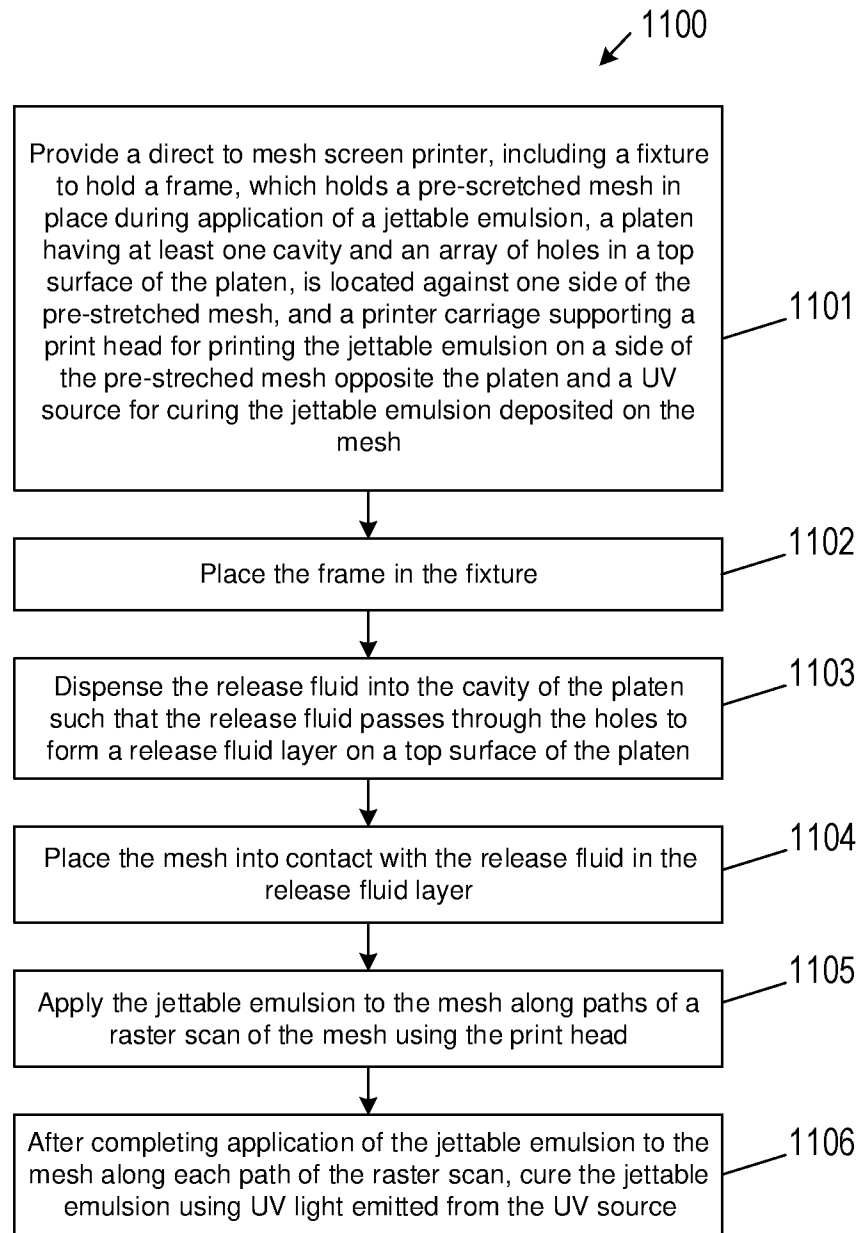 1100
Provide a direct to mesh screen printer, including a fixture
to hold a frame, which holds a pre-scretched mesh in
place during application of a jettable emulsion, a platen
having at least one cavity and an array of holes in a top
surface of the platen, is located against one side of the
pre-stretched mesh, and a printer carriage supporting a
print head for printing the jettable emulsion on a side of
the pre-streched mesh opposite the platen and a UV
source for curing the jettable emulsion deposited on the
mesh
1101
Place the frame in the fixture
1102
Dispense the release fluid into the cavity of the platen
such that the release fluid passes through the holes to
form a release fluid layer on a top surface of the platen
1103
Place the mesh into contact with the release fluid in the
release fluid layer
1104
Apply the jettable emulsion to the mesh along paths of a
raster scan of the mesh using the print head
1105
After completing application of the jettable emulsion to the
mesh along each path of the raster scan, cure the jettable
emulsion using UV light emitted from the UV source
1106